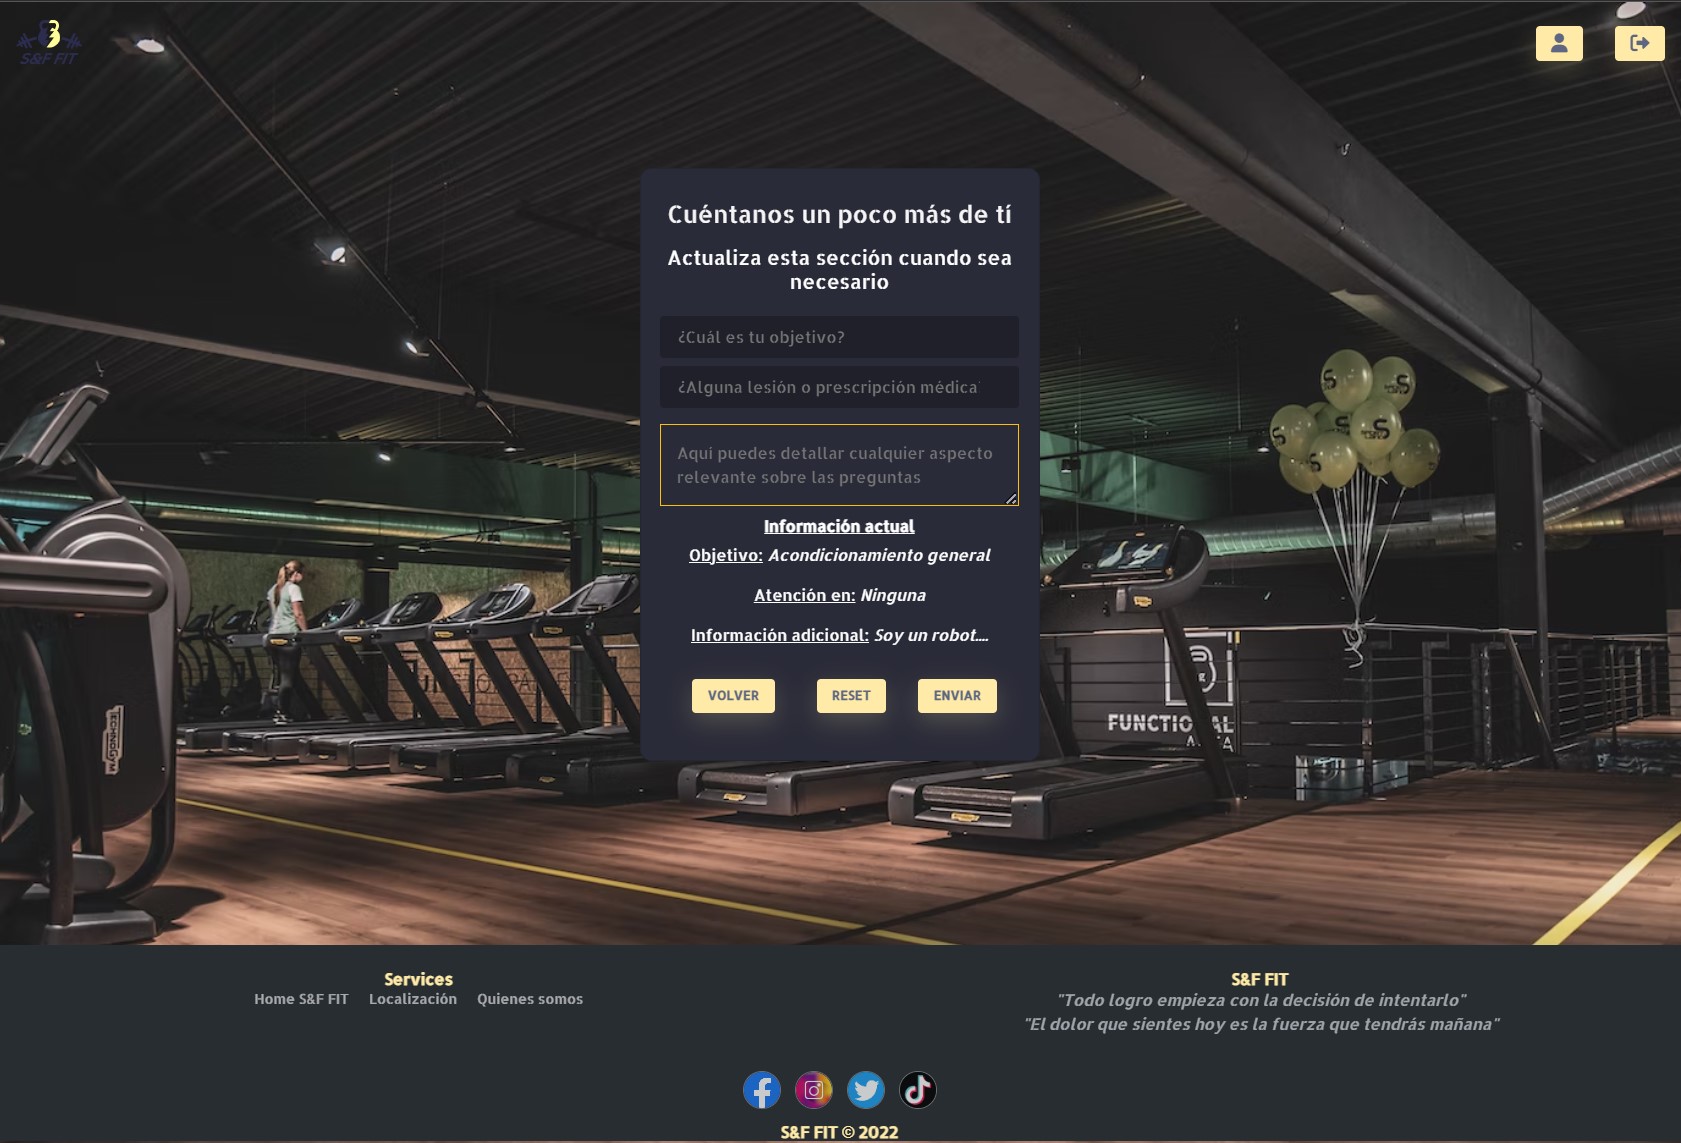 S&F FIT
Cuéntanos un poco más de tí
Actualiza esta sección cuando sea
necesario
¿Cuál es tu objetivo?
¿Alguna lesión o prescripción médica
Aquí puedes detallar cualquier aspecto
relevante sobre las preguntas
Información actual
Objetivo: Acondicionamiento general
Atención en: Ninguna
Información adicional: Soy un robot....
VOLVER RESET ENVIAR
TECHNOGYM
FUNCTIONAL
Services
Home S&F FIT Localización Quienes somos
S&F FIT
"Todo logro empieza con la decisión de intentarlo"
"El dolor que sientes hoy es la fuerza que tendrás mañana"
S&F FIT © 2022